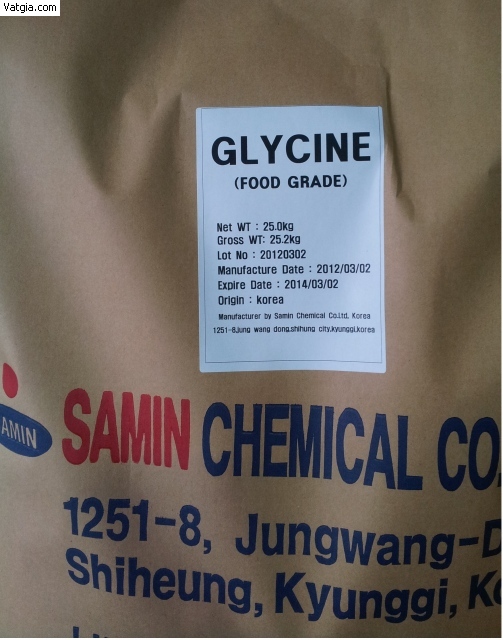 Vatgia.com
GLYCINE
(FOOD GRADE)
Net WT : 25.0kg
Gross WT: 25.2kg
Lot No : 20120302
Manufacture Date : 2012/03/02
Expire Date : 2014/03/02
Origin : korea
Manufacturer by Samin Chemical Co.Ltd. Korea
1251-8Jung wang dong.shihung city.kyunggi.korea
AMIN
SAMIN CHEMICAL CO.
1251-8, Jungwang-D
Shiheung, Kyunggi, Ko